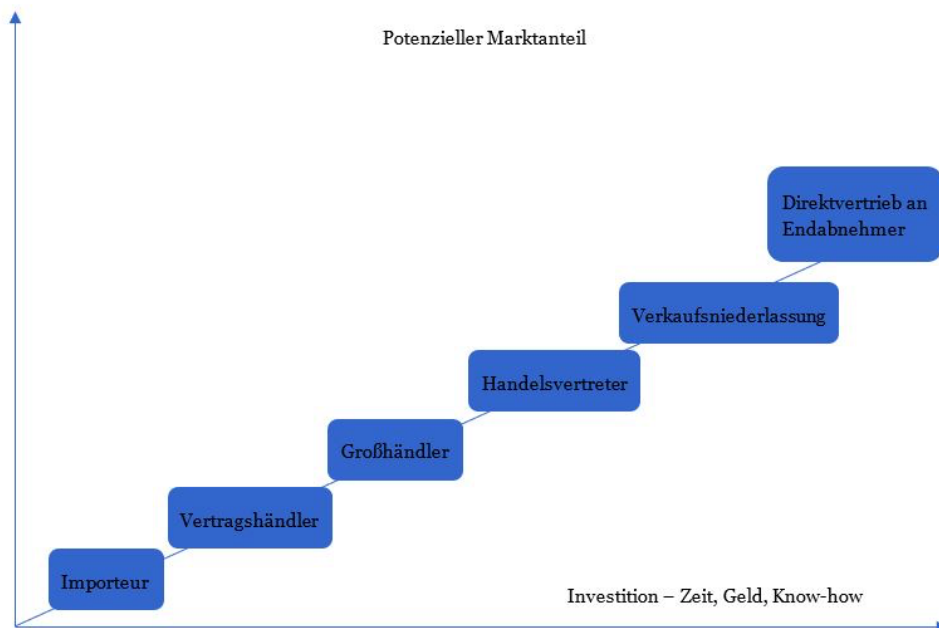 Potenzieller Marktanteil
Direktvertrieb an
Endabnehmer
Verkaufsniederlassung
Handelsvertreter
Großhändler
Vertragshändler
Importeur
Investition – Zeit, Geld, Know-how